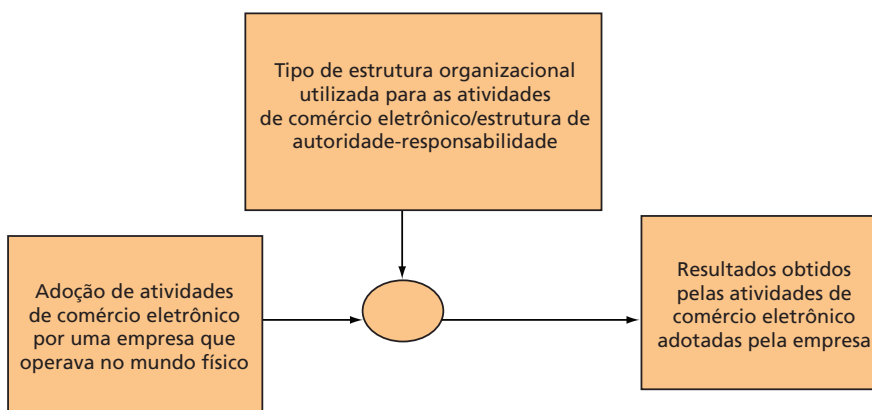 Tipo de estrutura organizacional
utilizada para as atividades
de comércio eletrônico/estrutura de
autoridade-responsabilidade
Adoção de atividades
de comércio eletrônico
por uma empresa que
operava no mundo físico
Resultados obtidos
pelas atividades de
comércio eletrônico
adotadas pela empresa